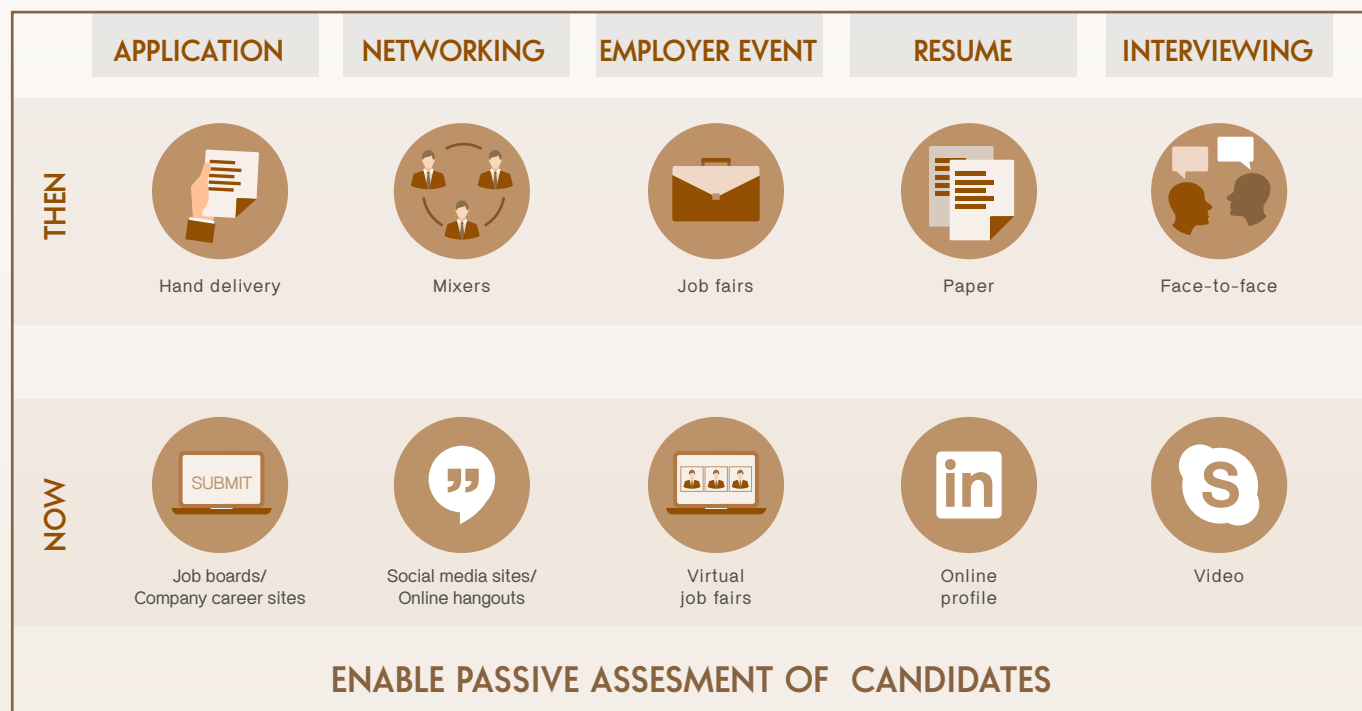 APPLICATION
NETWORKING
EMPLOYER EVENT
RESUME
INTERVIEWING
THEN
Hand delivery
Mixers
Job fairs
Paper
Face-to-face
NOW
SUBMIT
in
S
Job boards/
Company career sites
Social media sites/
Online hangouts
Virtual
job fairs
Online
profile
Video
ENABLE PASSIVE ASSESMENT OF CANDIDATES